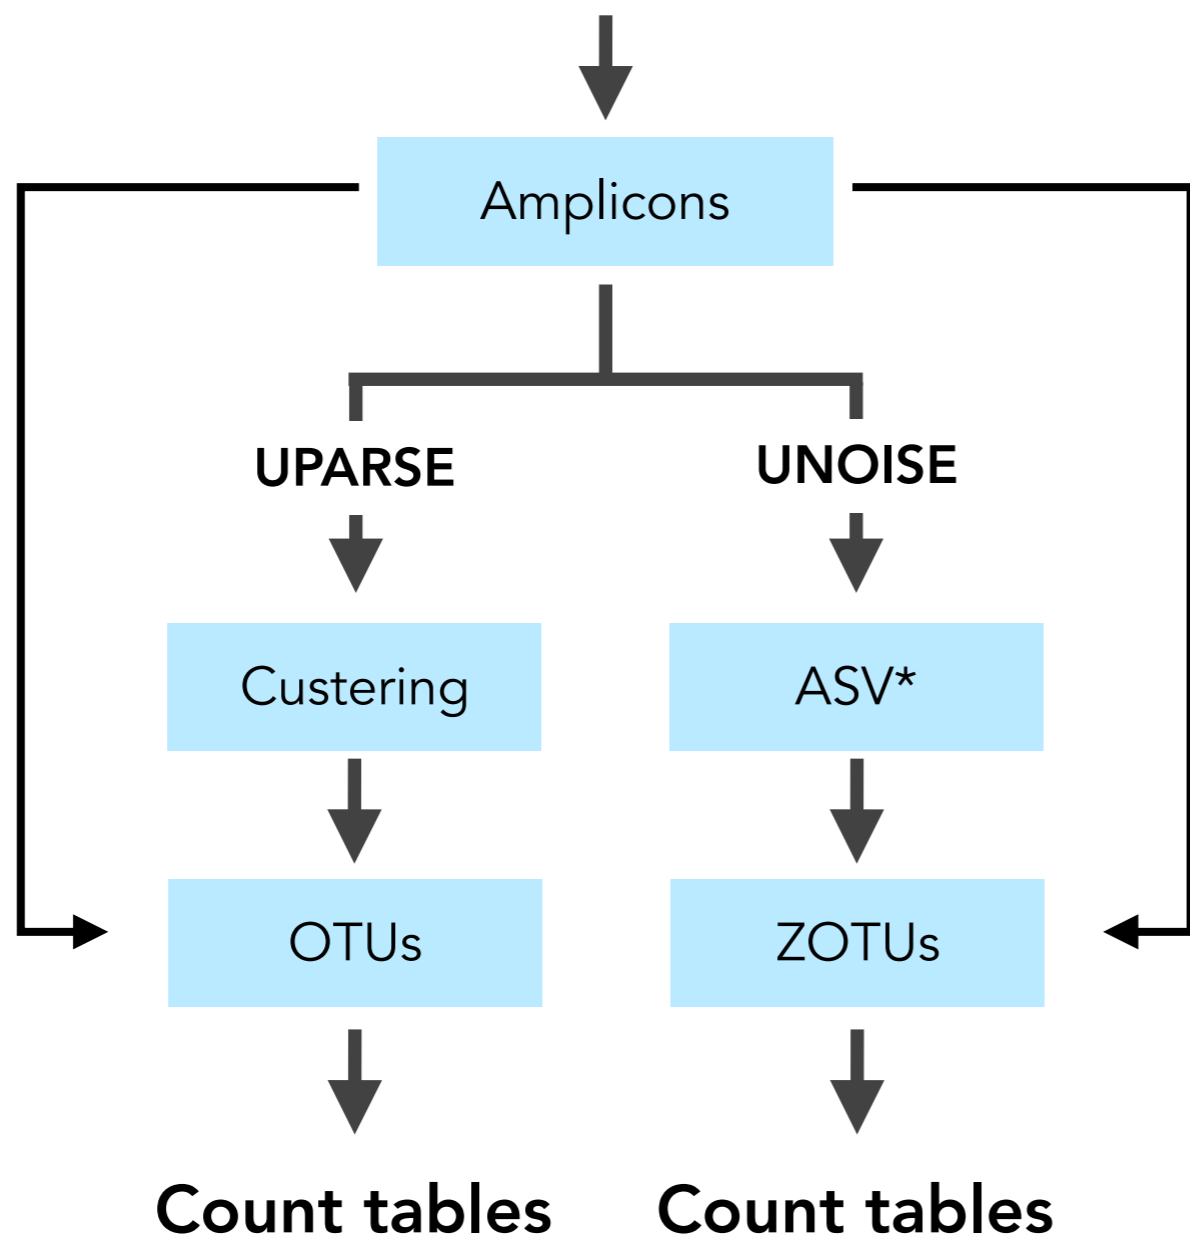 Amplicons
UPARSE
UNOISE
Custering
ASV*
OTUs
ZOTUs
Count tables
Count tables